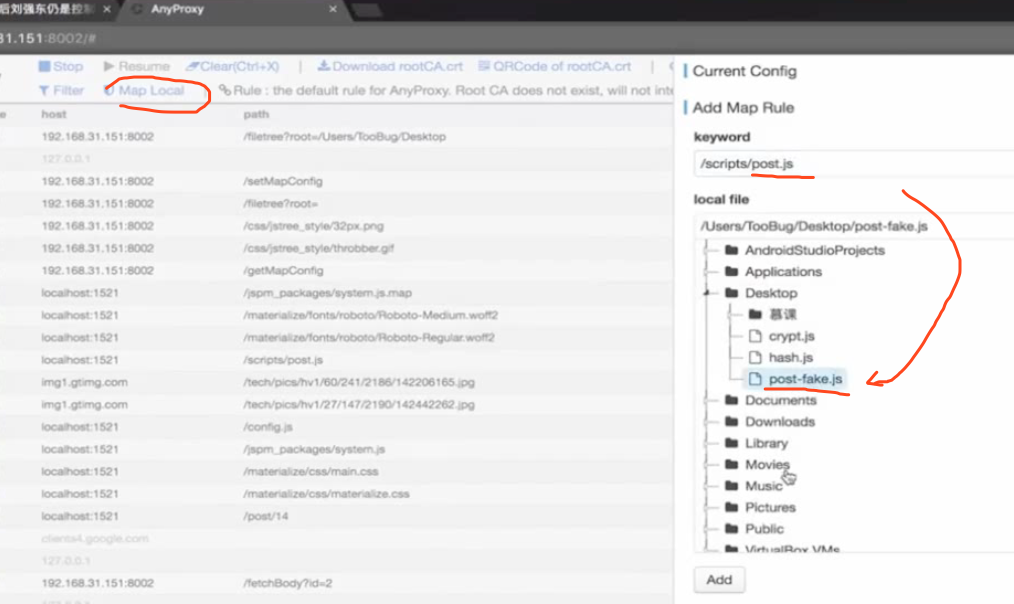 后刘强东仍是控
AnyProxy
31.151:8002/#
Stop Resume Clear(Ctrl+X) | Download rootCA.crt QRCode of rootCA.crt |
Filter Map Local Rule : the default rule for AnyProxy. Root CA does not exist, will not int
host path
192.168.31.151:8002 /filetree?root=/Users/TooBug/Desktop
127.0.0.1
192.168.31.151:8002 /setMapConfig
192.168.31.151:8002 /filetree?root=
192.168.31.151:8002 /css/jstree_style/32px.png
192.168.31.151:8002 /css/jstree_style/throbber.gif
192.168.31.151:8002 /getMapConfig
localhost:1521 /jspm_packages/system.js.map
localhost:1521 /materialize/fonts/roboto/Roboto-Medium.woff2
localhost:1521 /materialize/fonts/roboto/Roboto-Regular.woff2
localhost:1521 /scripts/post.js
img1.gtimg.com /tech/pics/hv1/60/241/2186/142206165.jpg
img1.gtimg.com /tech/pics/hv1/27/147/2190/142442262.jpg
localhost:1521 /config.js
localhost:1521 /jspm_packages/system.js
localhost:1521 /materialize/css/main.css
localhost:1521 /materialize/css/materialize.css
localhost:1521 /post/14
clients4.google.com
127.0.0.1
192.168.31.151:8002 /fetchBody?id=2
Current Config
Add Map Rule
keyword
/scripts/post.js
local file
/Users/TooBug/Desktop/post-fake.js
AndroidStudioProjects
Applications
Desktop
慕课
crypt.js
hash.js
post-fake.js
Documents
Downloads
Library
Movies
Music
Pictures
Public
VirtualBox VMs
Add